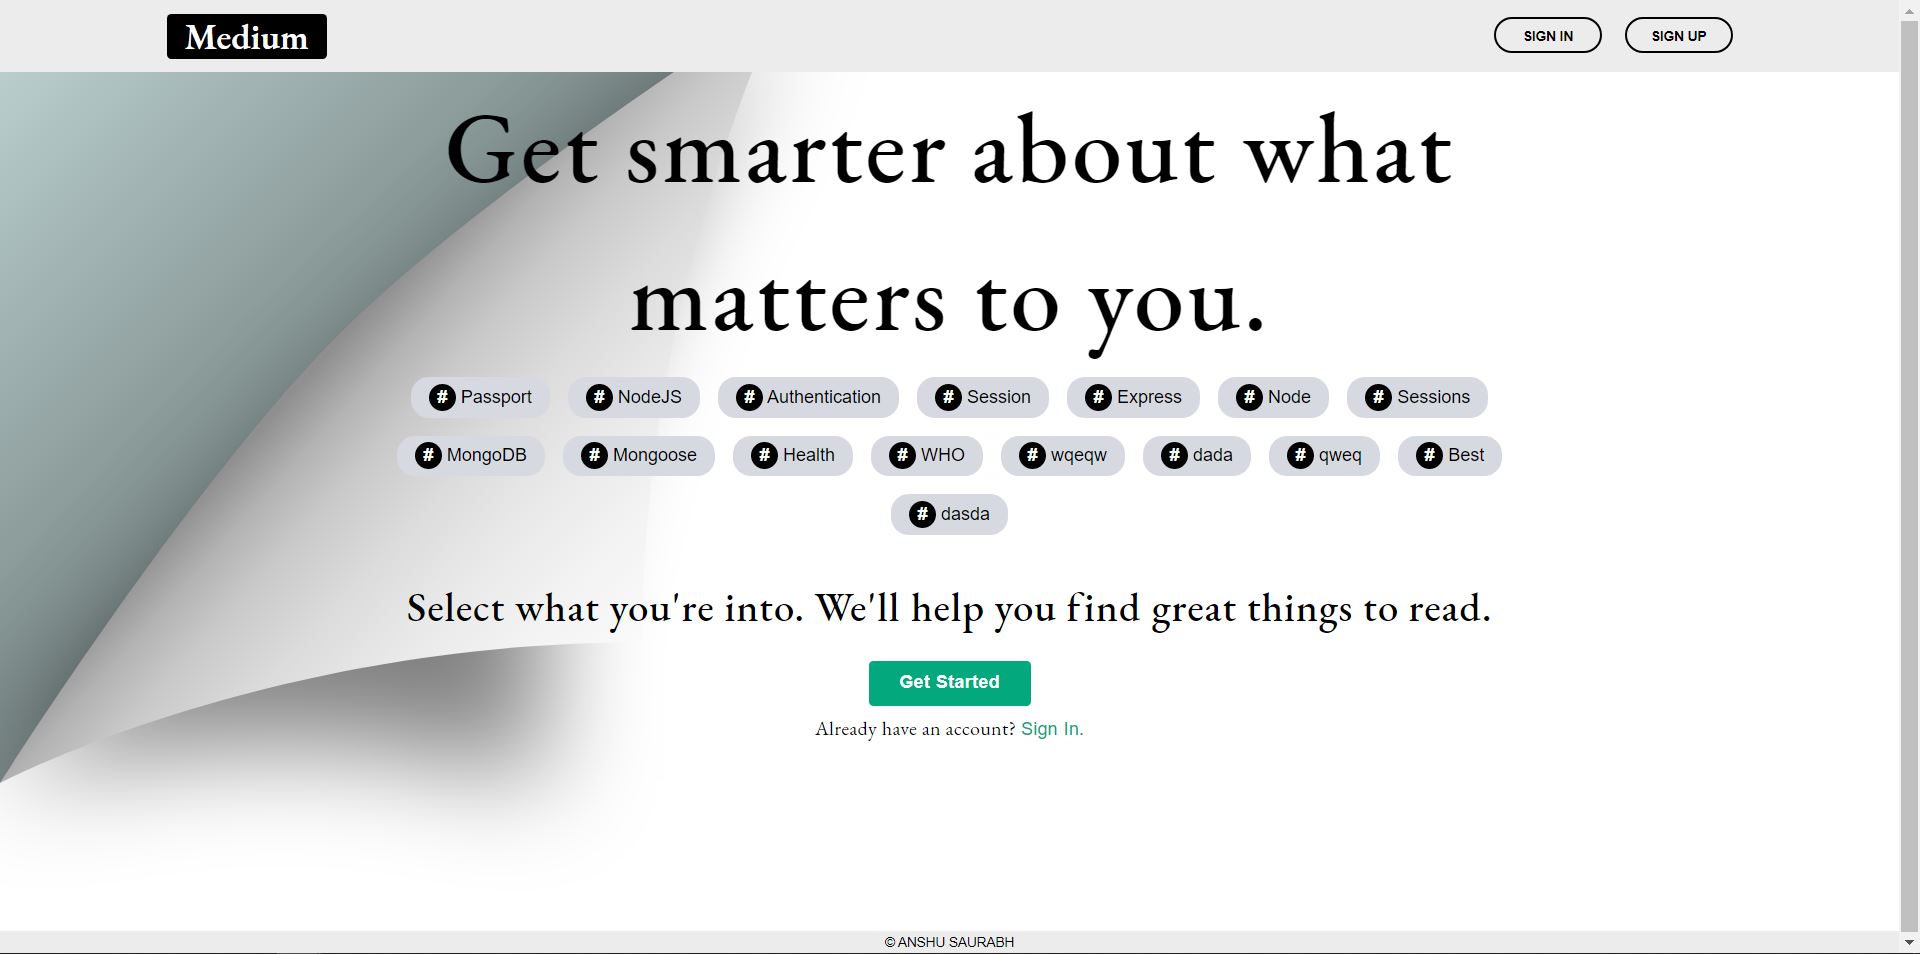 Medium SIGN IN SIGN UP
Get smarter about what
matters to you.
# Passport # NodeJS # Authentication # Session # Express # Node # Sessions
# MongoDB # Mongoose # Health # WHO # wqeqw # dada # qweq # Best
# dasda
Select what you're into. We'll help you find great things to read.
Get Started
Already have an account? Sign In.
© ANSHU SAURABH